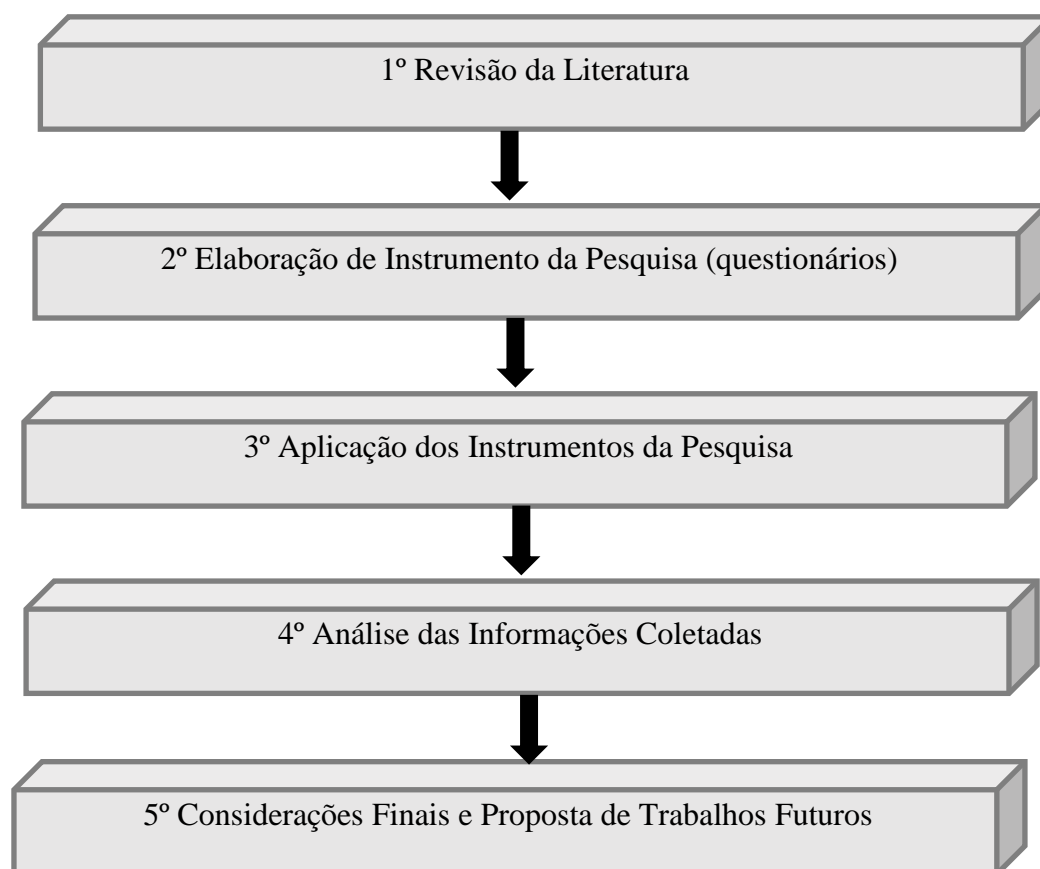 1º Revisão da Literatura
2º Elaboração de Instrumento da Pesquisa (questionários)
3º Aplicação dos Instrumentos da Pesquisa
4º Análise das Informações Coletadas
5º Considerações Finais e Proposta de Trabalhos Futuros